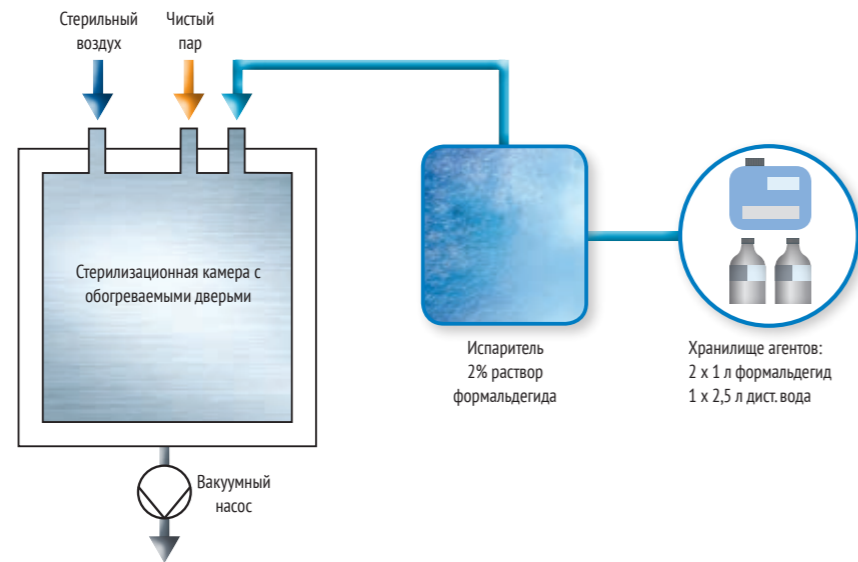 Стерильный
воздух
Чистый
пар
Стерилизационная камера с
обогреваемыми дверьми
Испаритель
2% раствор
формальдегида
Хранилище агентов:
2 x 1 л формальдегид
1 x 2,5 л дист. вода
Вакуумный
насос